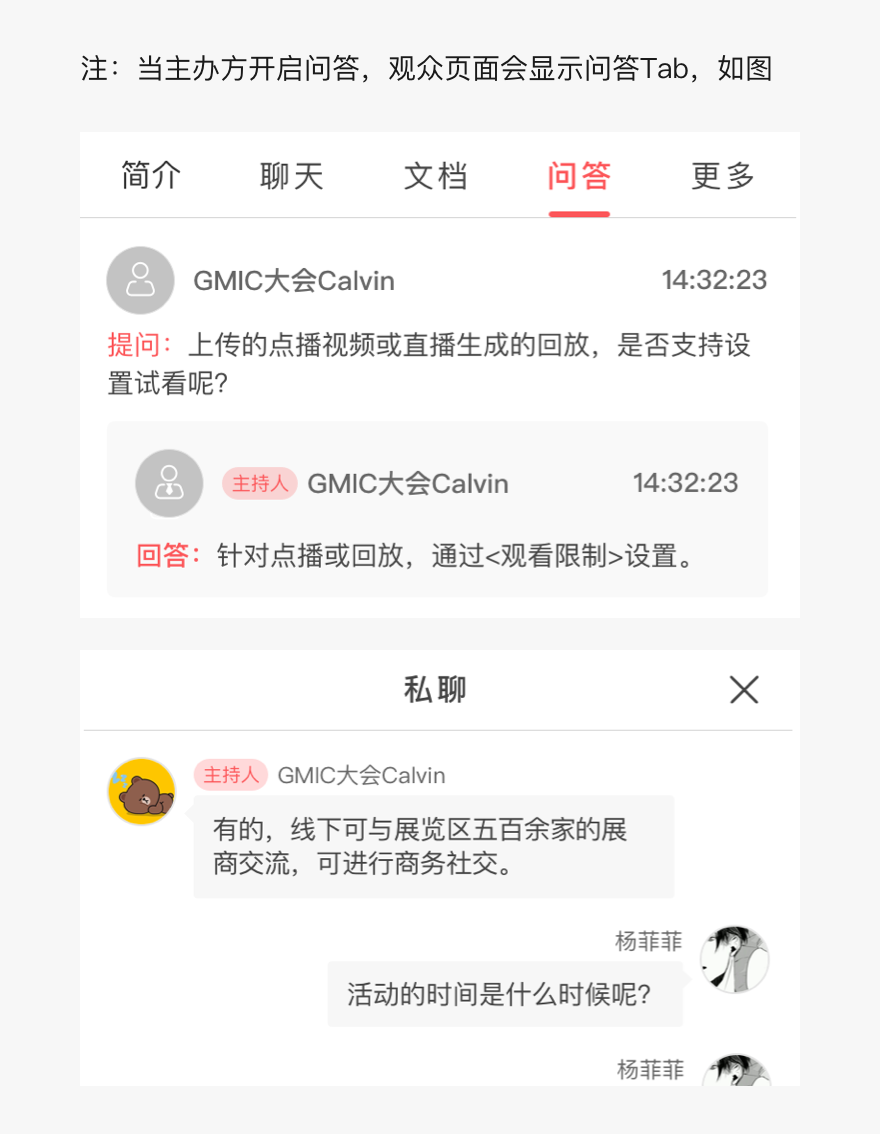 注：当主办方开启问答，观众页面会显示问答Tab，如图
简介 聊天 文档 问答 更多
GMIC大会Calvin 14:32:23
提问：上传的点播视频或直播生成的回放，是否支持设
置试看呢?
主持人 GMIC大会Calvin 14:32:23
回答：针对点播或回放，通过<观看限制>设置。
私聊
主持人 GMIC大会Calvin
有的，线下可与展览区五百余家的展
商交流，可进行商务社交。
杨菲菲
活动的时间是什么时候呢?
杨菲菲